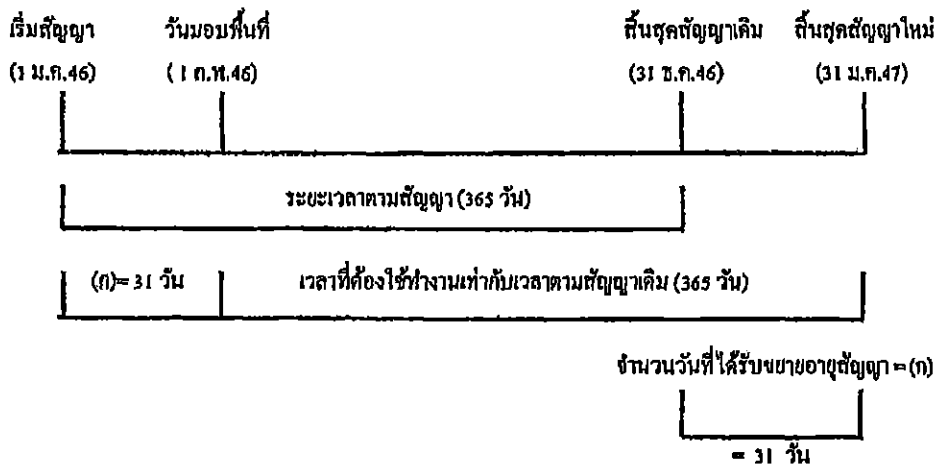 เริ่มสัญญา วันมอบพื้นที่ สิ้นสุดสัญญาเดิม สิ้นสุดสัญญาใหม่
(1 ม.ค.46) (1 ก.พ.46) (31 ธ.ค.46) (31 ม.ค.47)
ระยะเวลาตามสัญญา (365 วัน)
(ก)= 31 วัน เวลาที่ต้องใช้ทำงานเท่ากับเวลาตามสัญญาเดิม (365 วัน)
จำนวนวันที่ได้รับขยายอายุสัญญา = (ก)
= 31 วัน